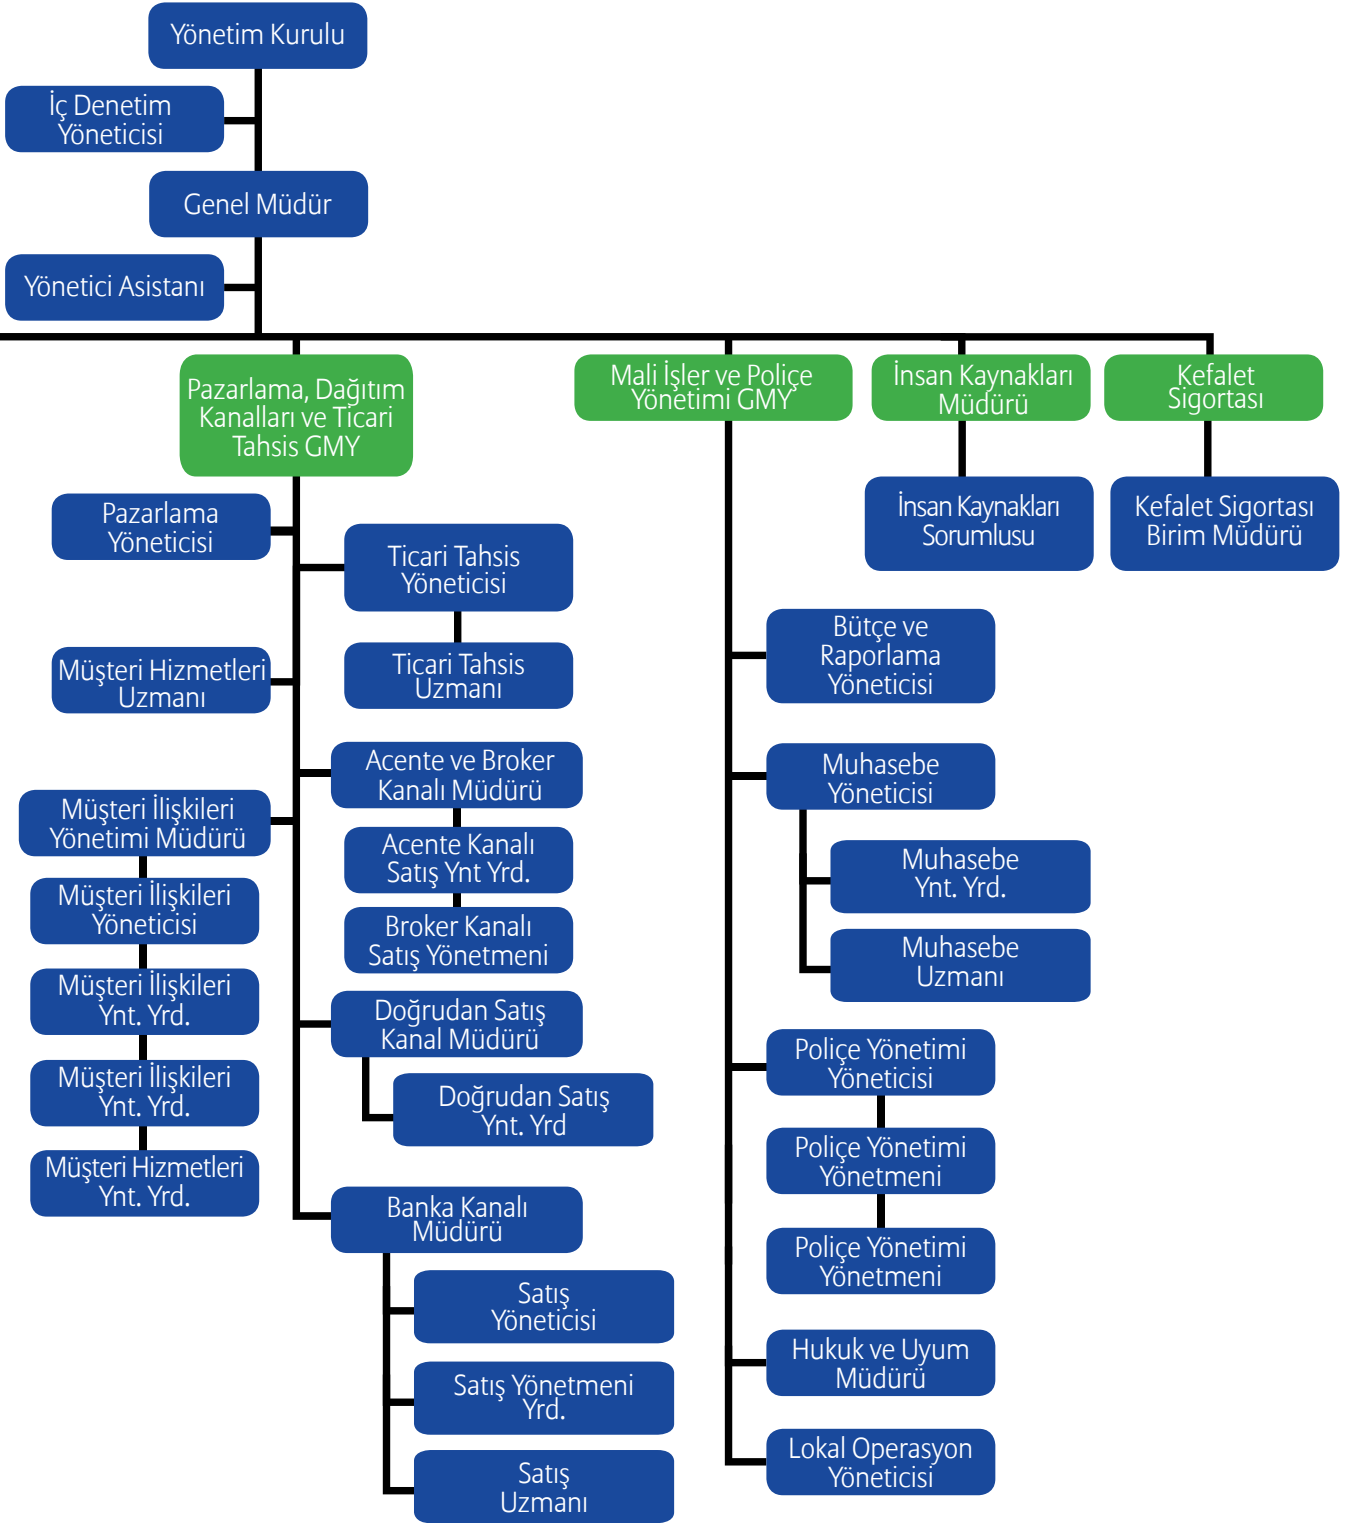 Yönetim Kurulu
İç Denetim
Yöneticisi
Genel Müdür
Yönetici Asistanı
Pazarlama, Dağıtım
Kanalları ve Ticari
Tahsis GMY
Mali İşler ve Poliçe
Yönetimi GMY
İnsan Kaynakları
Müdürü
Kefalet
Sigortası
Pazarlama
Yöneticisi
Ticari Tahsis
Yöneticisi
Ticari Tahsis
Uzmanı
Müşteri Hizmetleri
Uzmanı
Acente ve Broker
Kanalı Müdürü
Acente Kanalı
Satış Ynt Yrd.
Broker Kanalı
Satış Yönetmeni
Müşteri İlişkileri
Yönetimi Müdürü
Müşteri İlişkileri
Yöneticisi
Müşteri İlişkileri
Ynt. Yrd.
Müşteri İlişkileri
Ynt. Yrd.
Müşteri Hizmetleri
Ynt. Yrd.
Doğrudan Satış
Kanal Müdürü
Doğrudan Satış
Ynt. Yrd
Banka Kanalı
Müdürü
Satış
Yöneticisi
Satış Yönetmeni
Yrd.
Satış
Uzmanı
Bütçe ve
Raporlama
Yöneticisi
Muhasebe
Yöneticisi
Muhasebe
Ynt. Yrd.
Muhasebe
Uzmanı
Poliçe Yönetimi
Yöneticisi
Poliçe Yönetimi
Yönetmeni
Poliçe Yönetimi
Yönetmeni
Hukuk ve Uyum
Müdürü
Lokal Operasyon
Yöneticisi
İnsan Kaynakları
Sorumlusu
Kefalet Sigortası
Birim Müdürü